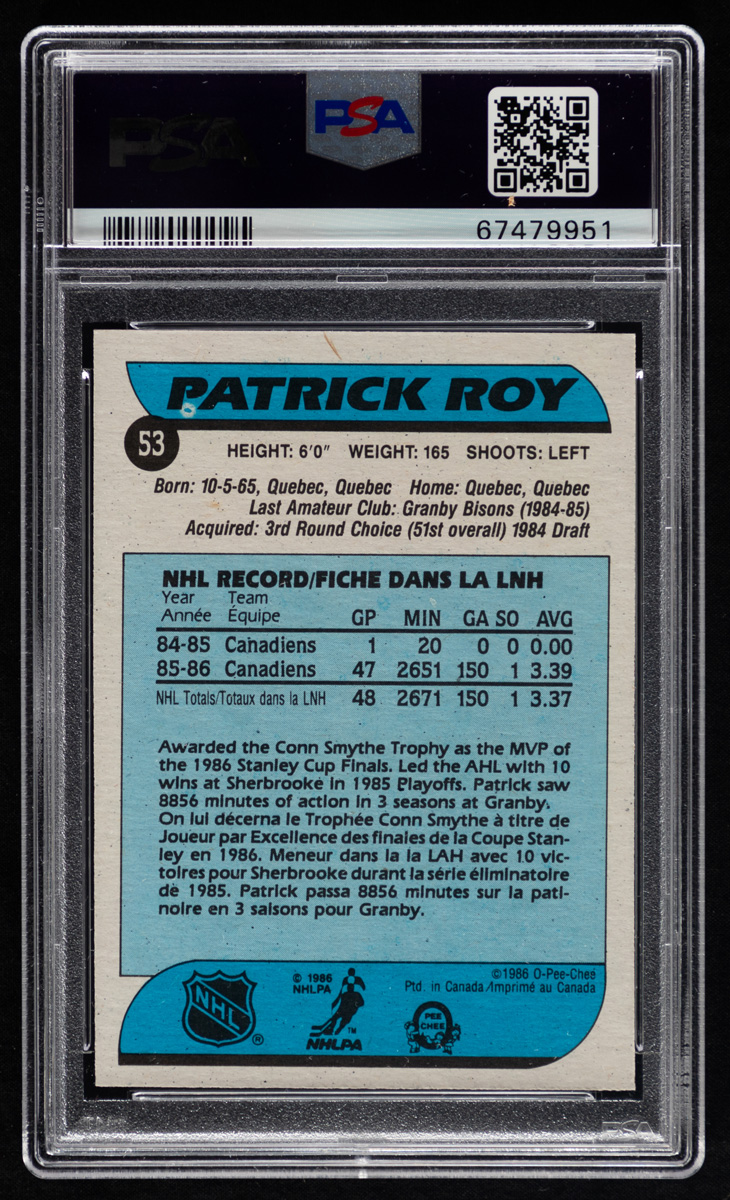 PSA
PSA
67479951
PATRICK ROY
53
HEIGHT: 6'0" WEIGHT: 165 SHOOTS: LEFT
Born: 10-5-65, Quebec, Quebec Home: Quebec, Quebec
Last Amateur Club: Granby Bisons (1984-85)
Acquired: 3rd Round Choice (51st overall) 1984 Draft
NHL RECORD/FICHE DANS LA LNH
Year Team
Année Équipe GP MIN GA SO AVG
84-85 Canadiens 1 20 0 0 0.00
85-86 Canadiens 47 2651 150 1 3.39
NHL Totals/Totaux dans la LNH 48 2671 150 1 3.37
Awarded the Conn Smythe Trophy as the MVP of
the 1986 Stanley Cup Finals. Led the AHL with 10
wins at Sherbrooke in 1985 Playoffs. Patrick saw
8856 minutes of action in 3 seasons at Granby.
On lui décerna le Trophée Conn Smythe à titre de
Joueur par Excellence des finales de la Coupe Stan-
ley en 1986. Meneur dans la la LAH avec 10 vic-
toires pour Sherbrooke durant la série éliminatoire
de 1985. Patrick passa 8856 minutes sur la pati-
noire en 3 saisons pour Granby.
NHL ®
© 1986
NHLPA
TM
NHLPA
©1986 O-Pee-Chee
Ptd. in Canada/Imprimé au Canada
O
PEE
CHEE
PSA